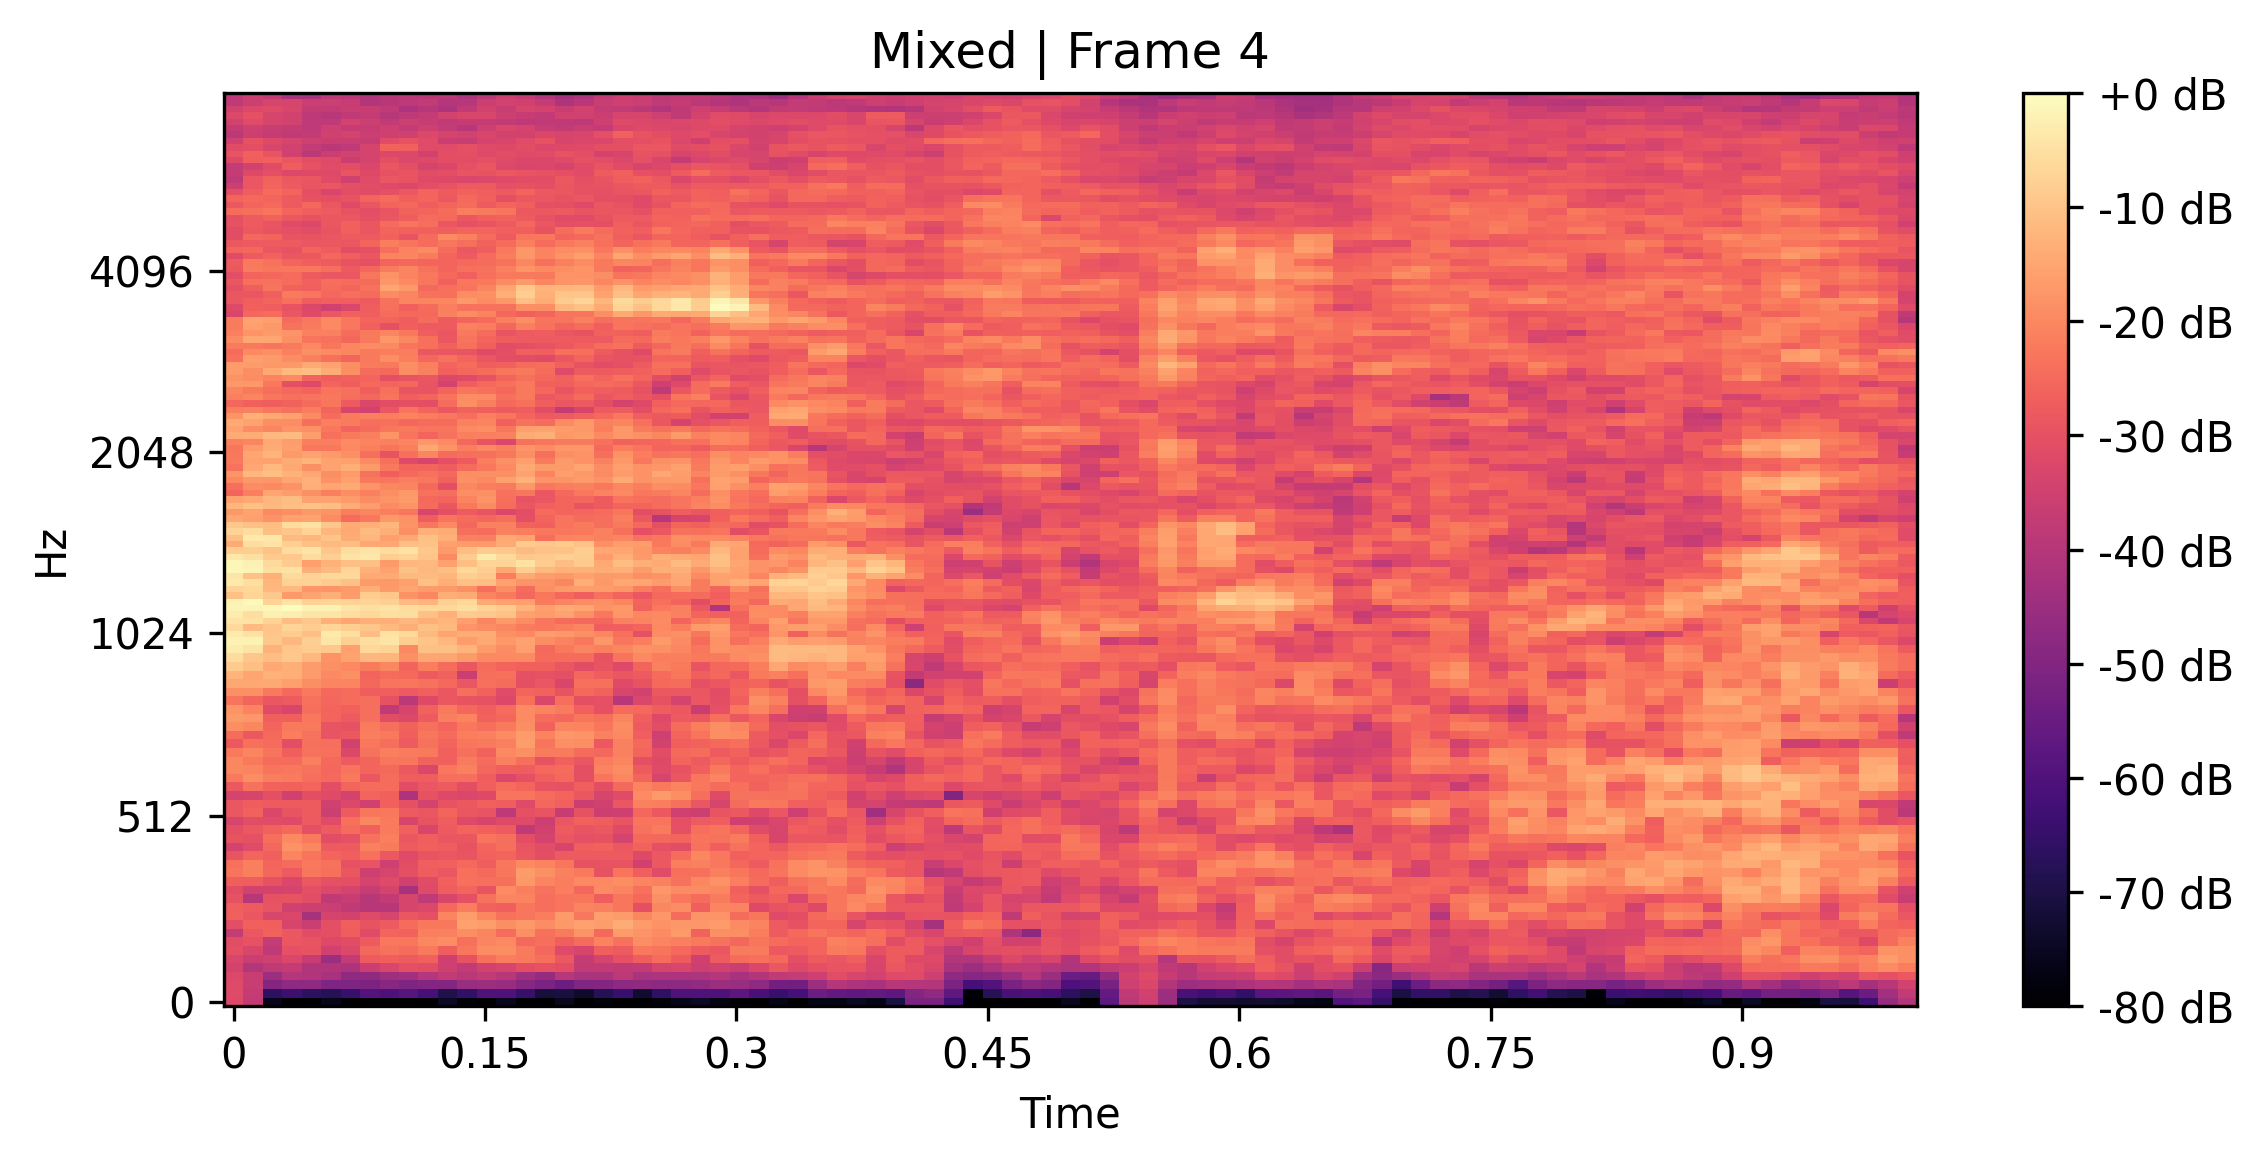 Mixed | Frame 4
+0 dB
-10 dB
-20 dB
-30 dB
-40 dB
-50 dB
-60 dB
-70 dB
-80 dB
Hz
4096
2048
1024
512
0
0 0.15 0.3 0.45 0.6 0.75 0.9
Time